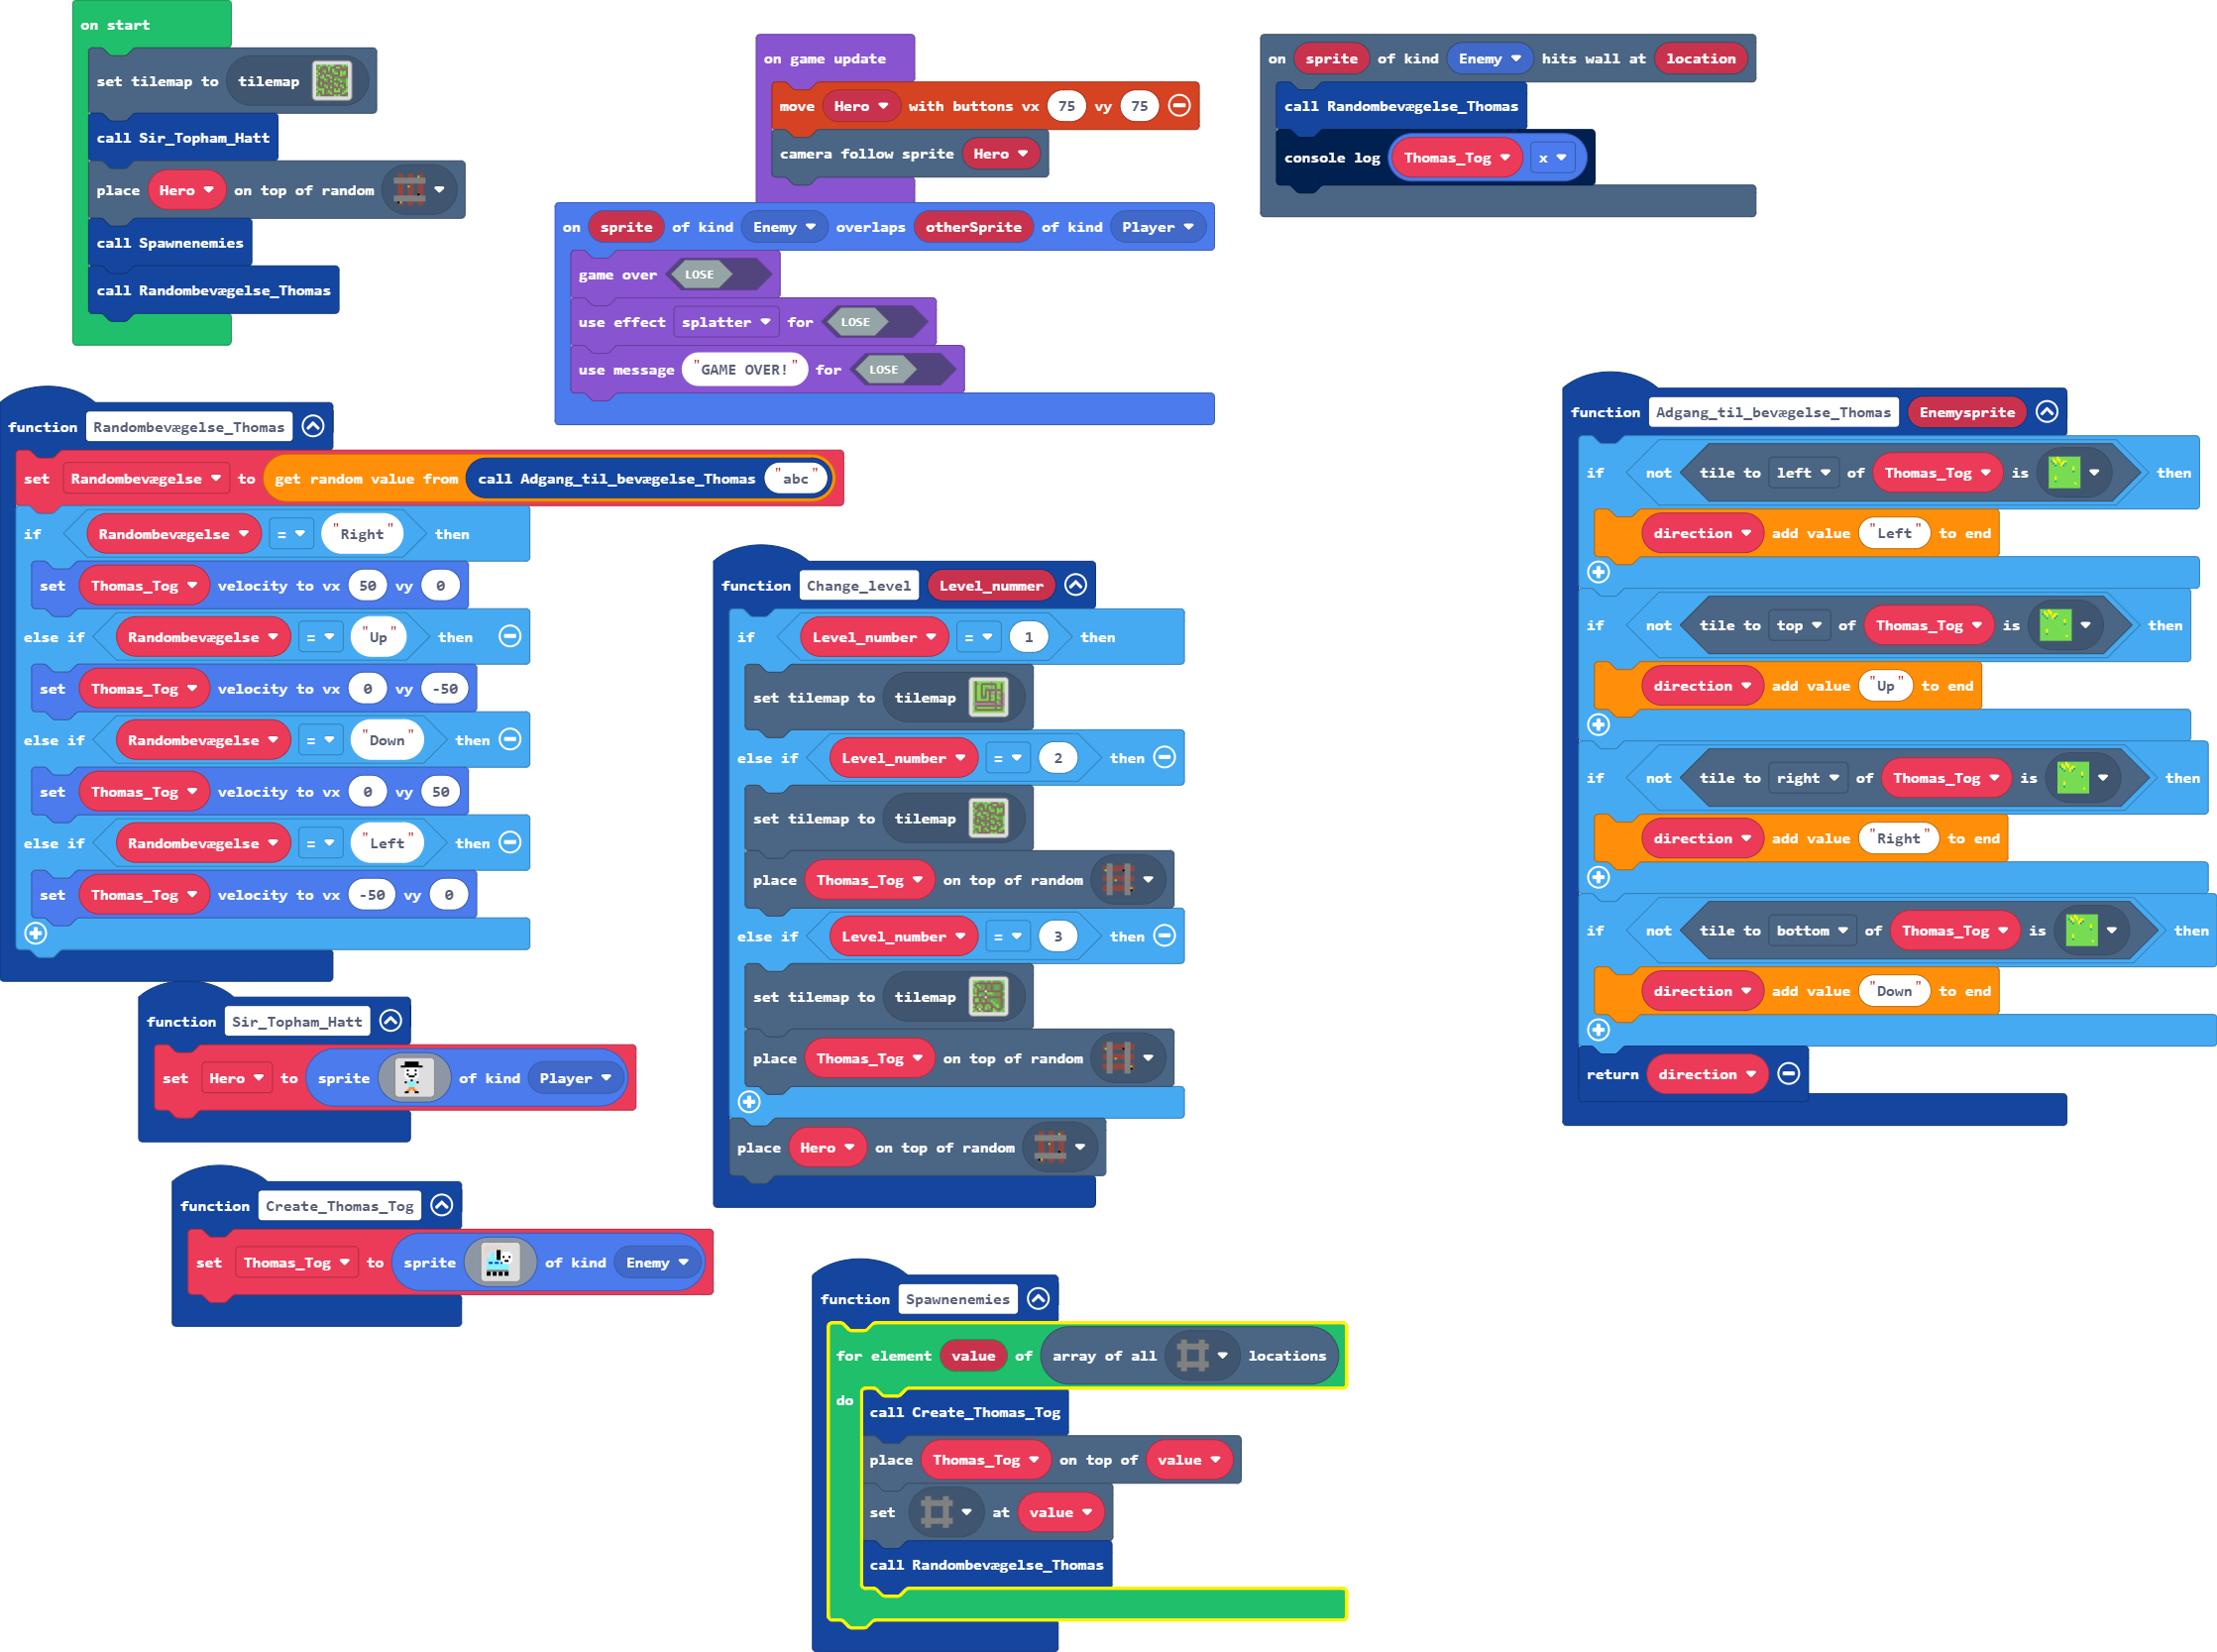 on start
set tilemap to tilemap
call Sir_Topham_Hatt
place Hero on top of random
call Spawnenemies
call Randombevægelse_Thomas
on game update
move Hero with buttons vx 75 vy 75
camera follow sprite Hero
on sprite of kind Enemy hits wall at location
call Randombevægelse_Thomas
console log Thomas_Tog x
on sprite of kind Enemy overlaps otherSprite of kind Player
game over LOSE
use effect splatter for LOSE
use message "GAME OVER!" for LOSE
function Randombevægelse_Thomas
set Randombevægelse to get random value from call Adgang_til_bevægelse_Thomas "abc"
if Randombevægelse = "Right" then
set Thomas_Tog velocity to vx 50 vy 0
else if Randombevægelse = "Up" then
set Thomas_Tog velocity to vx 0 vy -50
else if Randombevægelse = "Down" then
set Thomas_Tog velocity to vx 0 vy 50
else if Randombevægelse = "Left" then
set Thomas_Tog velocity to vx -50 vy 0
function Sir_Topham_Hatt
set Hero to sprite of kind Player
function Create_Thomas_Tog
set Thomas_Tog to sprite of kind Enemy
function Change_level Level_nummer
if Level_number = 1 then
set tilemap to tilemap
else if Level_number = 2 then
set tilemap to tilemap
place Thomas_Tog on top of random
else if Level_number = 3 then
set tilemap to tilemap
place Thomas_Tog on top of random
place Hero on top of random
function Spawnenemies
for element value of array of all locations
do
call Create_Thomas_Tog
place Thomas_Tog on top of value
set at value
call Randombevægelse_Thomas
function Adgang_til_bevægelse_Thomas Enemysprite
if not tile to left of Thomas_Tog is then
direction add value "Left" to end
if not tile to top of Thomas_Tog is then
direction add value "Up" to end
if not tile to right of Thomas_Tog is then
direction add value "Right" to end
if not tile to bottom of Thomas_Tog is then
direction add value "Down" to end
return direction